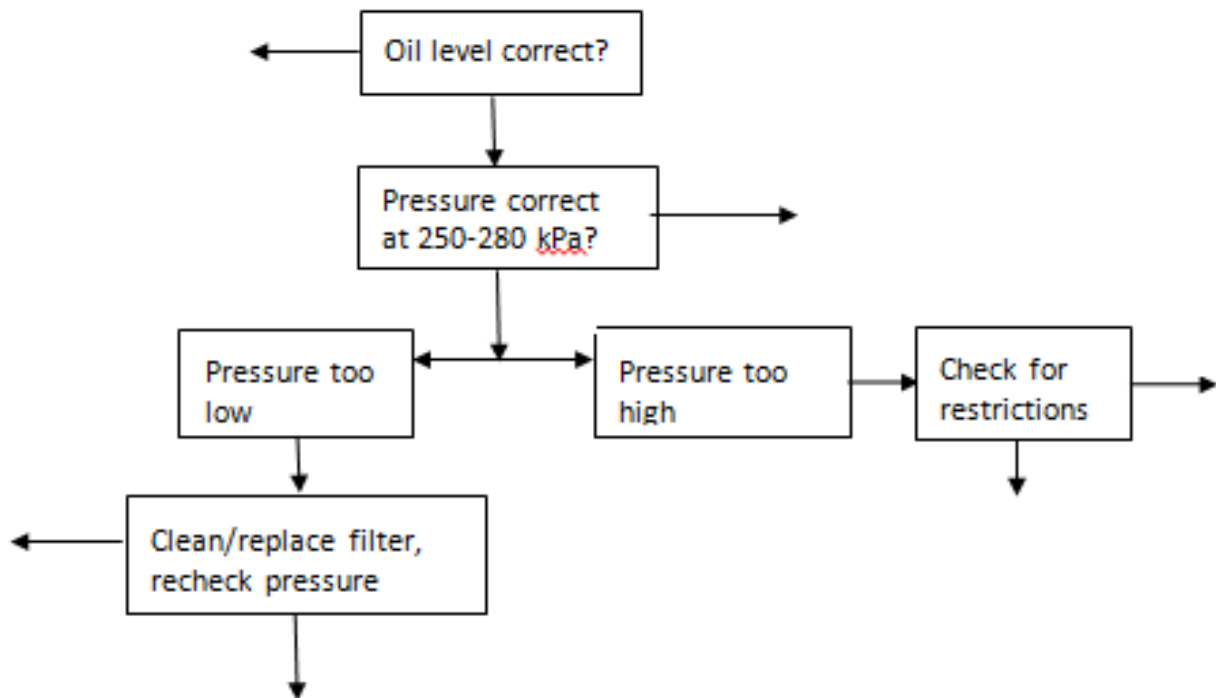 Oil level correct?
Pressure correct
at 250-280 kPa?
Pressure too
low
Pressure too
high
Check for
restrictions
Clean/replace filter,
recheck pressure